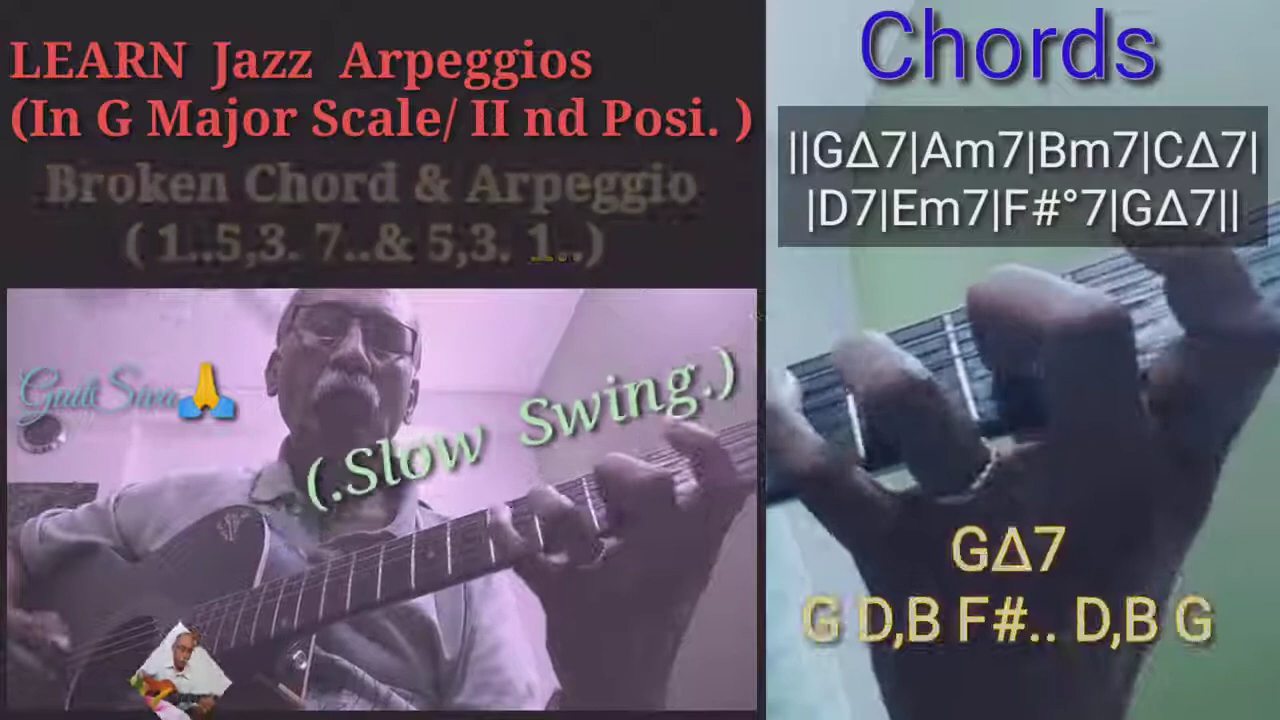 LEARN Jazz Arpeggios
(In G Major Scale/ II nd Posi. )
Broken Chord & Arpeggio
( 1..5,3. 7..& 5,3. 1..)
GuitSiva🙏
(.Slow Swing.)
Chords
||GΔ7|Am7|Bm7|CΔ7|
|D7|Em7|F#°7|GΔ7||
GΔ7
G D,B F#.. D,B G